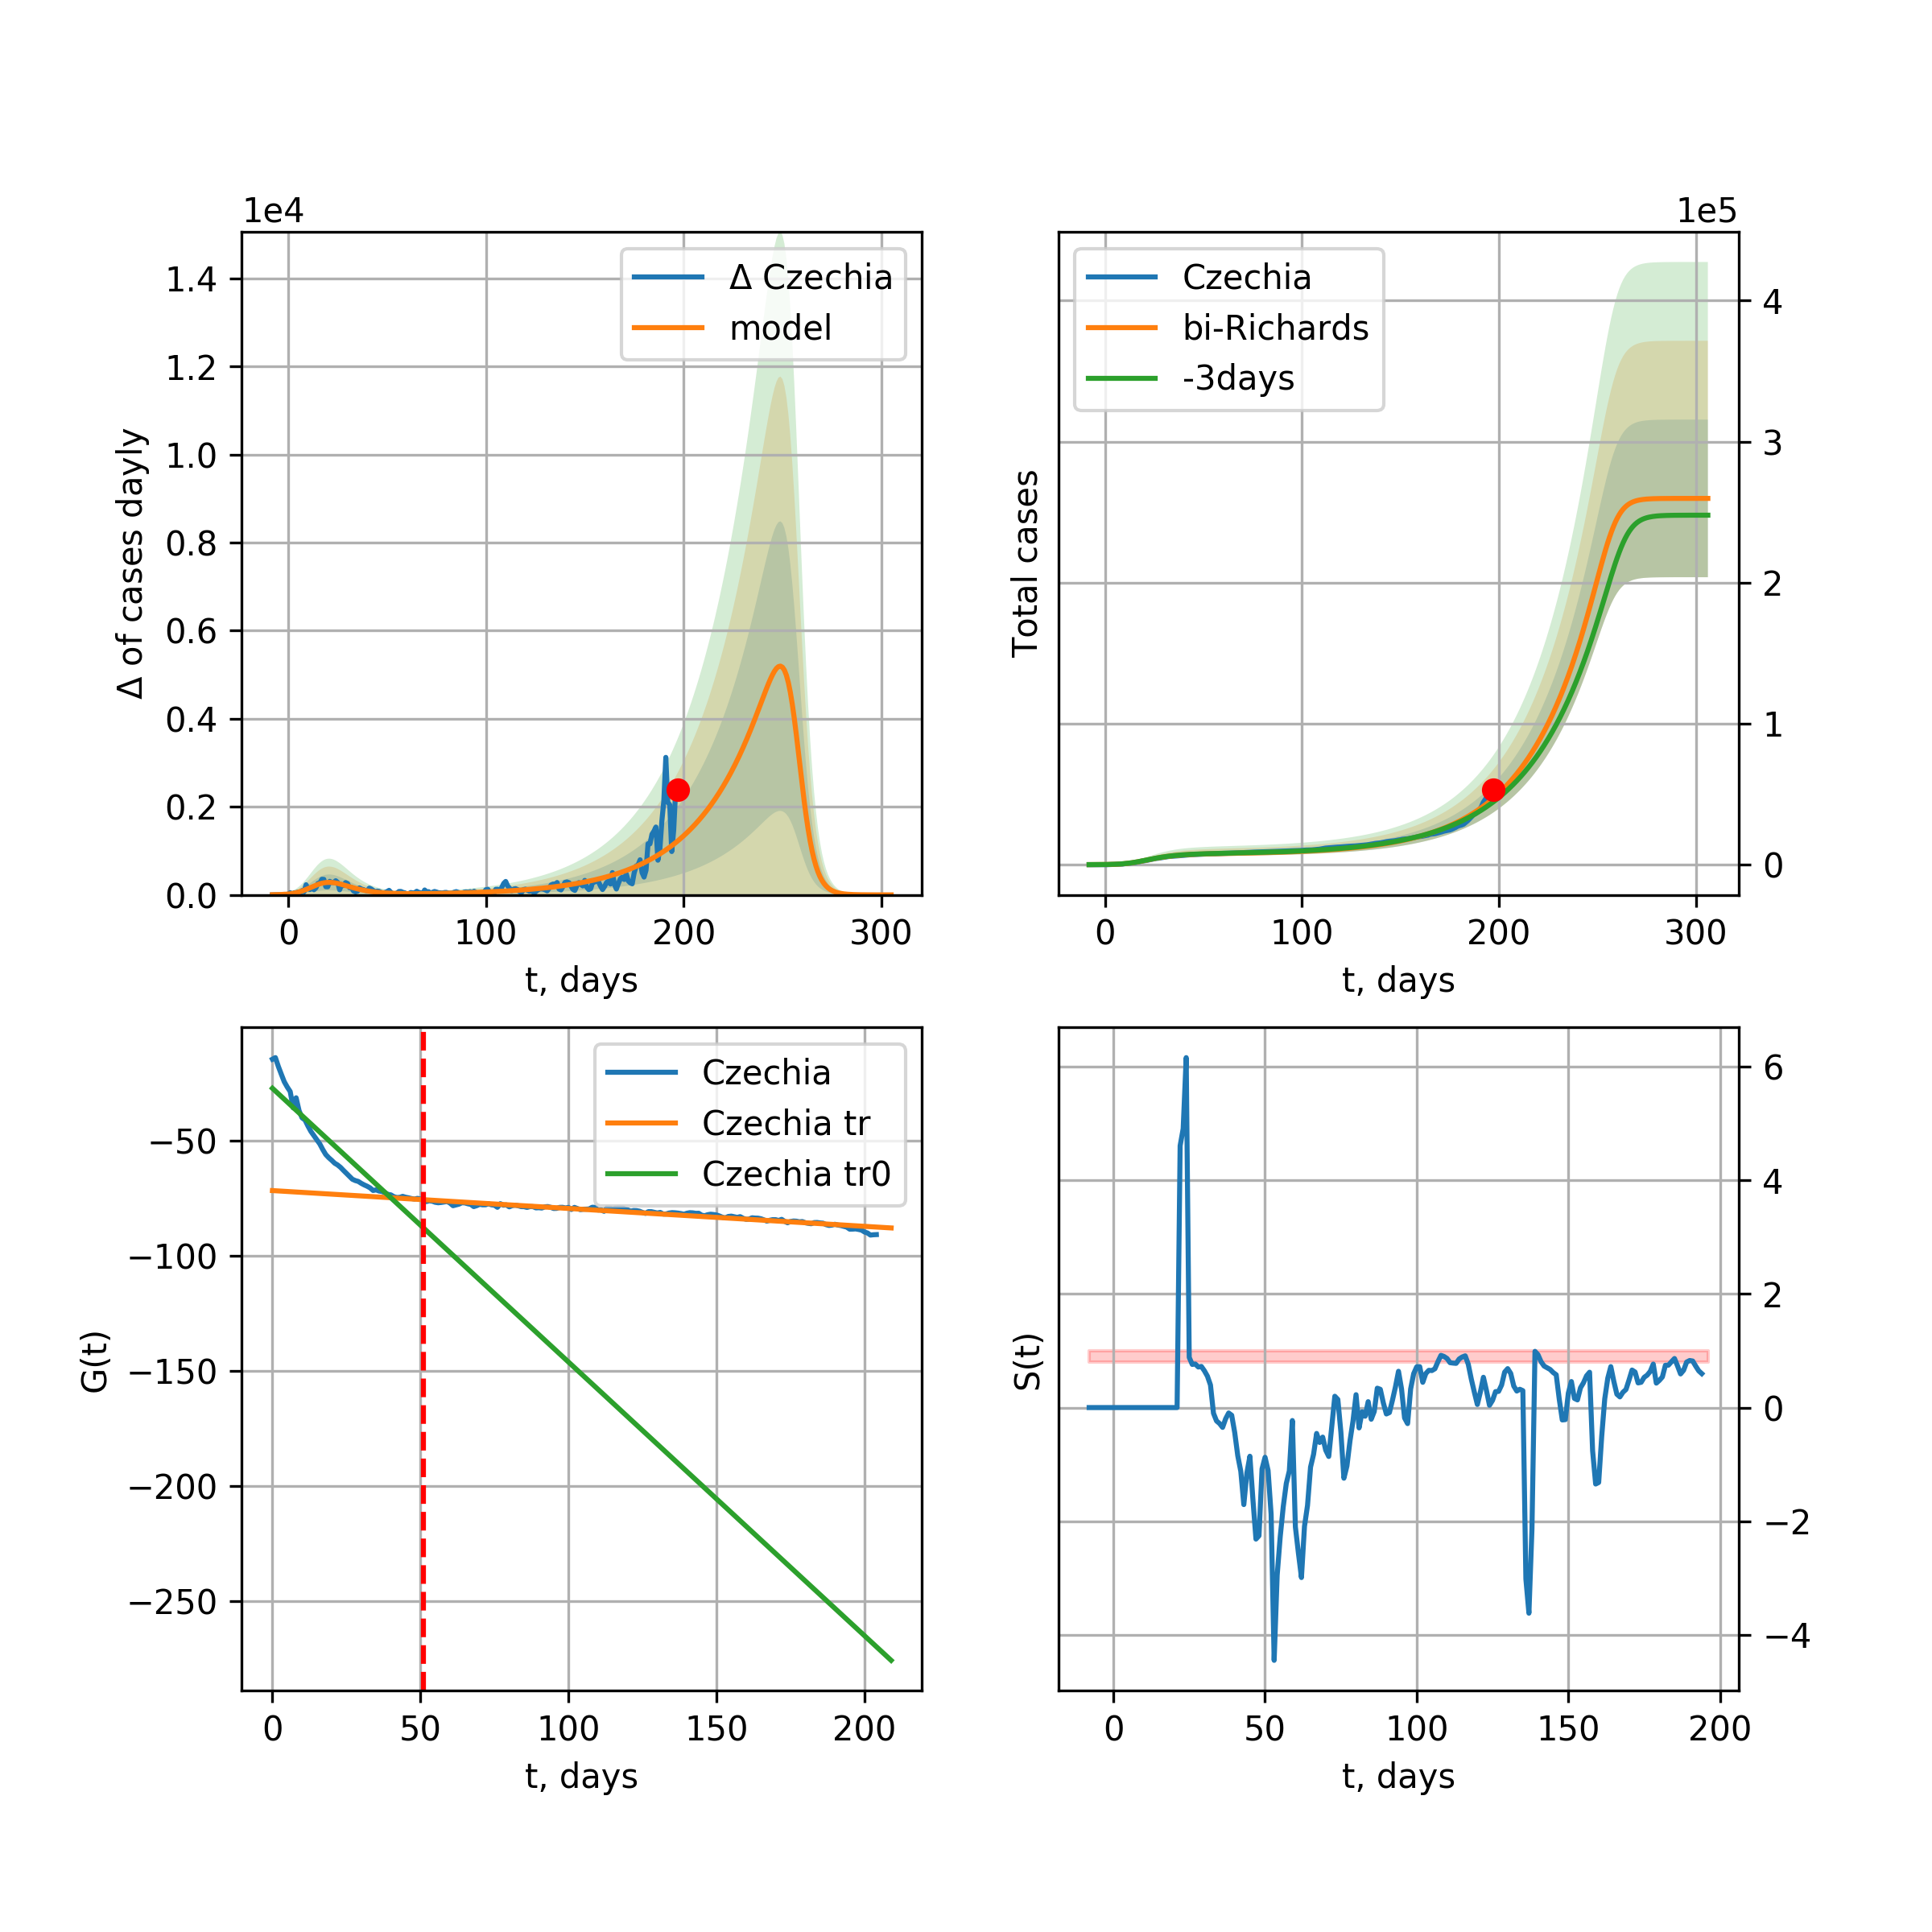 1e4
Δ of cases dayly
1.4
1.2
1.0
0.8
0.6
0.4
0.2
0.0
0 100 200 300
t, days
Δ Czechia
model
1e5
Total cases
4
3
2
1
0
0 100 200 300
t, days
Czechia
bi-Richards
-3days
G(t)
−50
−100
−150
−200
−250
0 50 100 150 200
t, days
Czechia
Czechia tr
Czechia tr0
S(t)
6
4
2
0
−2
−4
0 50 100 150 200
t, days